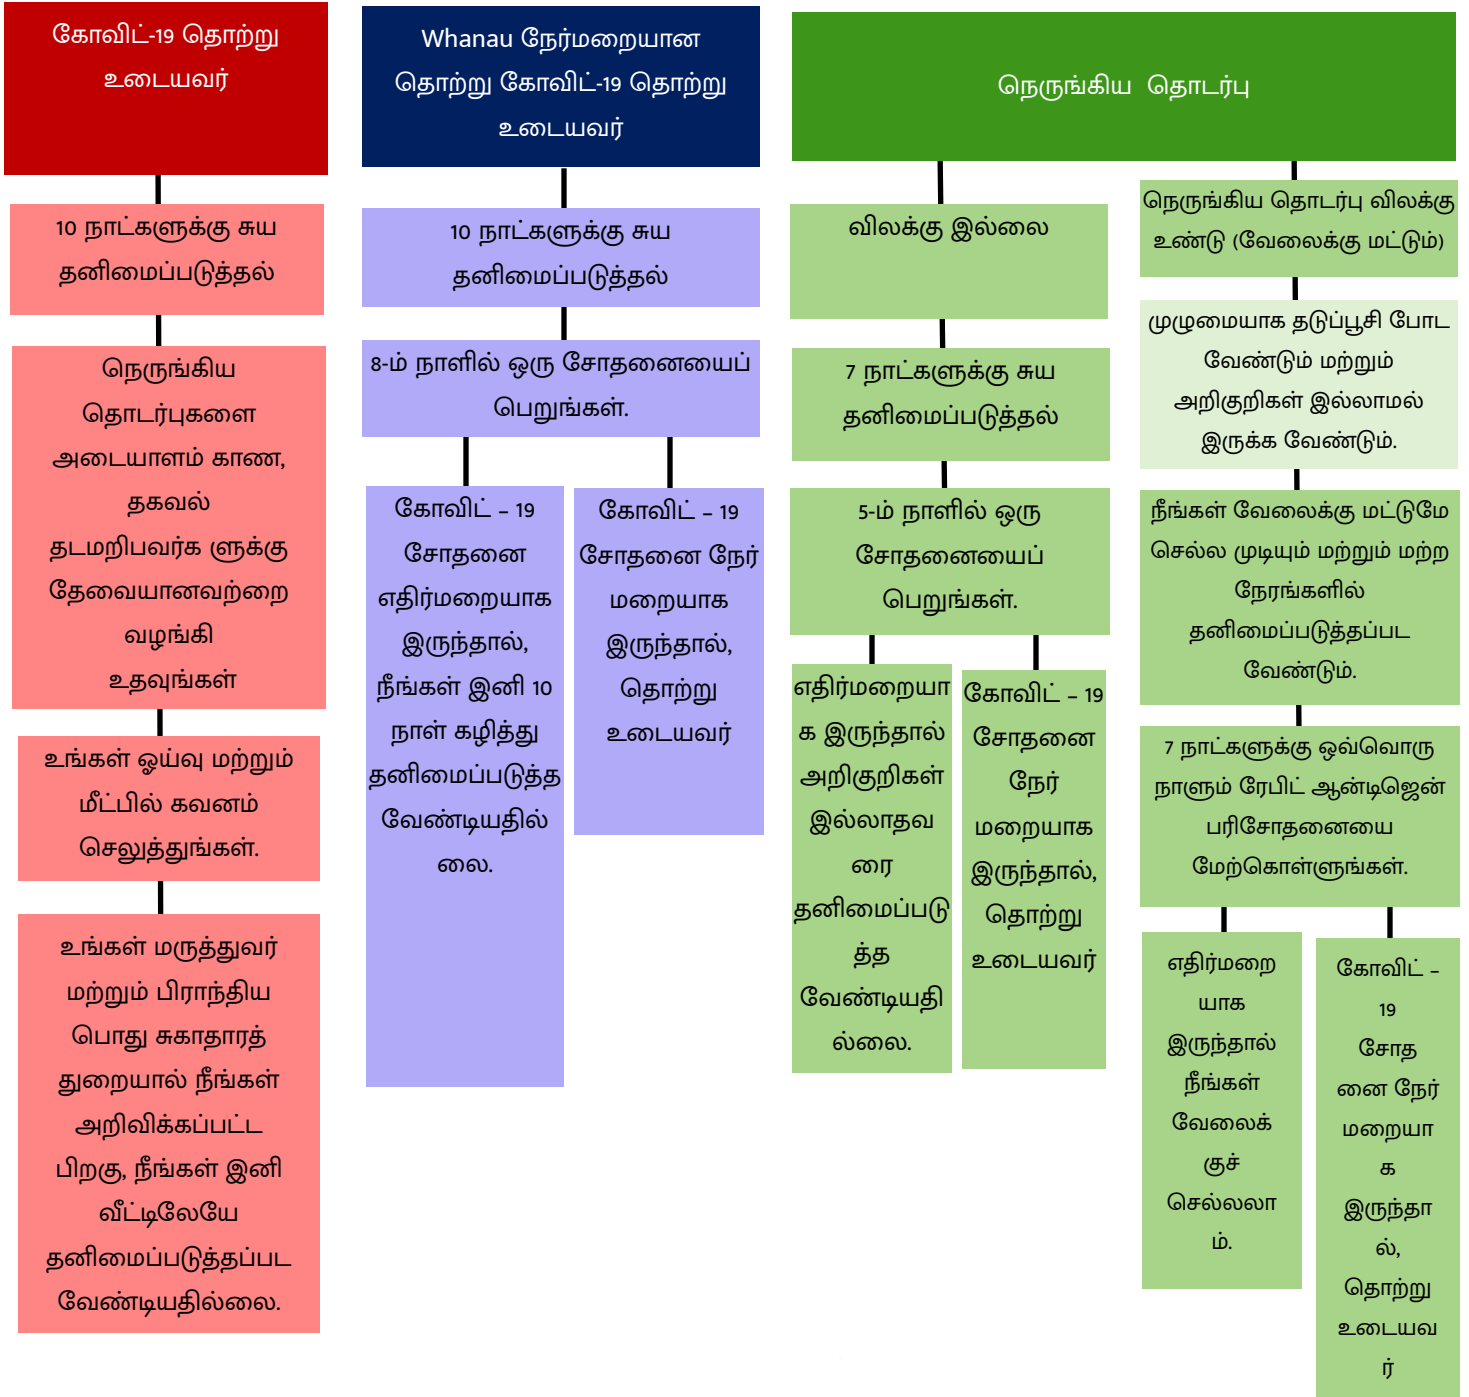 கோவிட்-19 தொற்று
உடையவர்
10 நாட்களுக்கு சுய
தனிமைப்படுத்தல்
நெருங்கிய
தொடர்புகளை
அடையாளம் காண,
தகவல்
தடமறிபவர்க ளுக்கு
தேவையானவற்றை
வழங்கி
உதவுங்கள்
உங்கள் ஓய்வு மற்றும்
மீட்பில் கவனம்
செலுத்துங்கள்.
உங்கள் மருத்துவர்
மற்றும் பிராந்திய
பொது சுகாதாரத்
துறையால் நீங்கள்
அறிவிக்கப்பட்ட
பிறகு, நீங்கள் இனி
வீட்டிலேயே
தனிமைப்படுத்தப்பட
வேண்டியதில்லை.
Whanau நேர்மறையான
தொற்று கோவிட்-19 தொற்று
உடையவர்
10 நாட்களுக்கு சுய
தனிமைப்படுத்தல்
8-ம் நாளில் ஒரு சோதனையைப்
பெறுங்கள்.
கோவிட் – 19
சோதனை
எதிர்மறையாக
இருந்தால்,
நீங்கள் இனி 10
நாள் கழித்து
தனிமைப்படுத்த
வேண்டியதில்
லை.
கோவிட் – 19
சோதனை நேர்
மறையாக
இருந்தால்,
தொற்று
உடையவர்
நெருங்கிய தொடர்பு
விலக்கு இல்லை
7 நாட்களுக்கு சுய
தனிமைப்படுத்தல்
5-ம் நாளில் ஒரு
சோதனையைப்
பெறுங்கள்.
எதிர்மறையா
க இருந்தால்
அறிகுறிகள்
இல்லாதவ
ரை
தனிமைப்படு
த்த
வேண்டியதி
ல்லை.
கோவிட் – 19
சோதனை
நேர்
மறையாக
இருந்தால்,
தொற்று
உடையவர்
நெருங்கிய தொடர்பு விலக்கு
உண்டு (வேலைக்கு மட்டும்)
முழுமையாக தடுப்பூசி போட
வேண்டும் மற்றும்
அறிகுறிகள் இல்லாமல்
இருக்க வேண்டும்.
நீங்கள் வேலைக்கு மட்டுமே
செல்ல முடியும் மற்றும் மற்ற
நேரங்களில்
தனிமைப்படுத்தப்பட
வேண்டும்.
7 நாட்களுக்கு ஒவ்வொரு
நாளும் ரேபிட் ஆன்டிஜென்
பரிசோதனையை
மேற்கொள்ளுங்கள்.
எதிர்மறை
யாக
இருந்தால்
நீங்கள்
வேலைக்
குச்
செல்லலா
ம்.
கோவிட் –
19
சோத
னை நேர்
மறையா
க
இருந்தா
ல்,
தொற்று
உடையவ
ர்